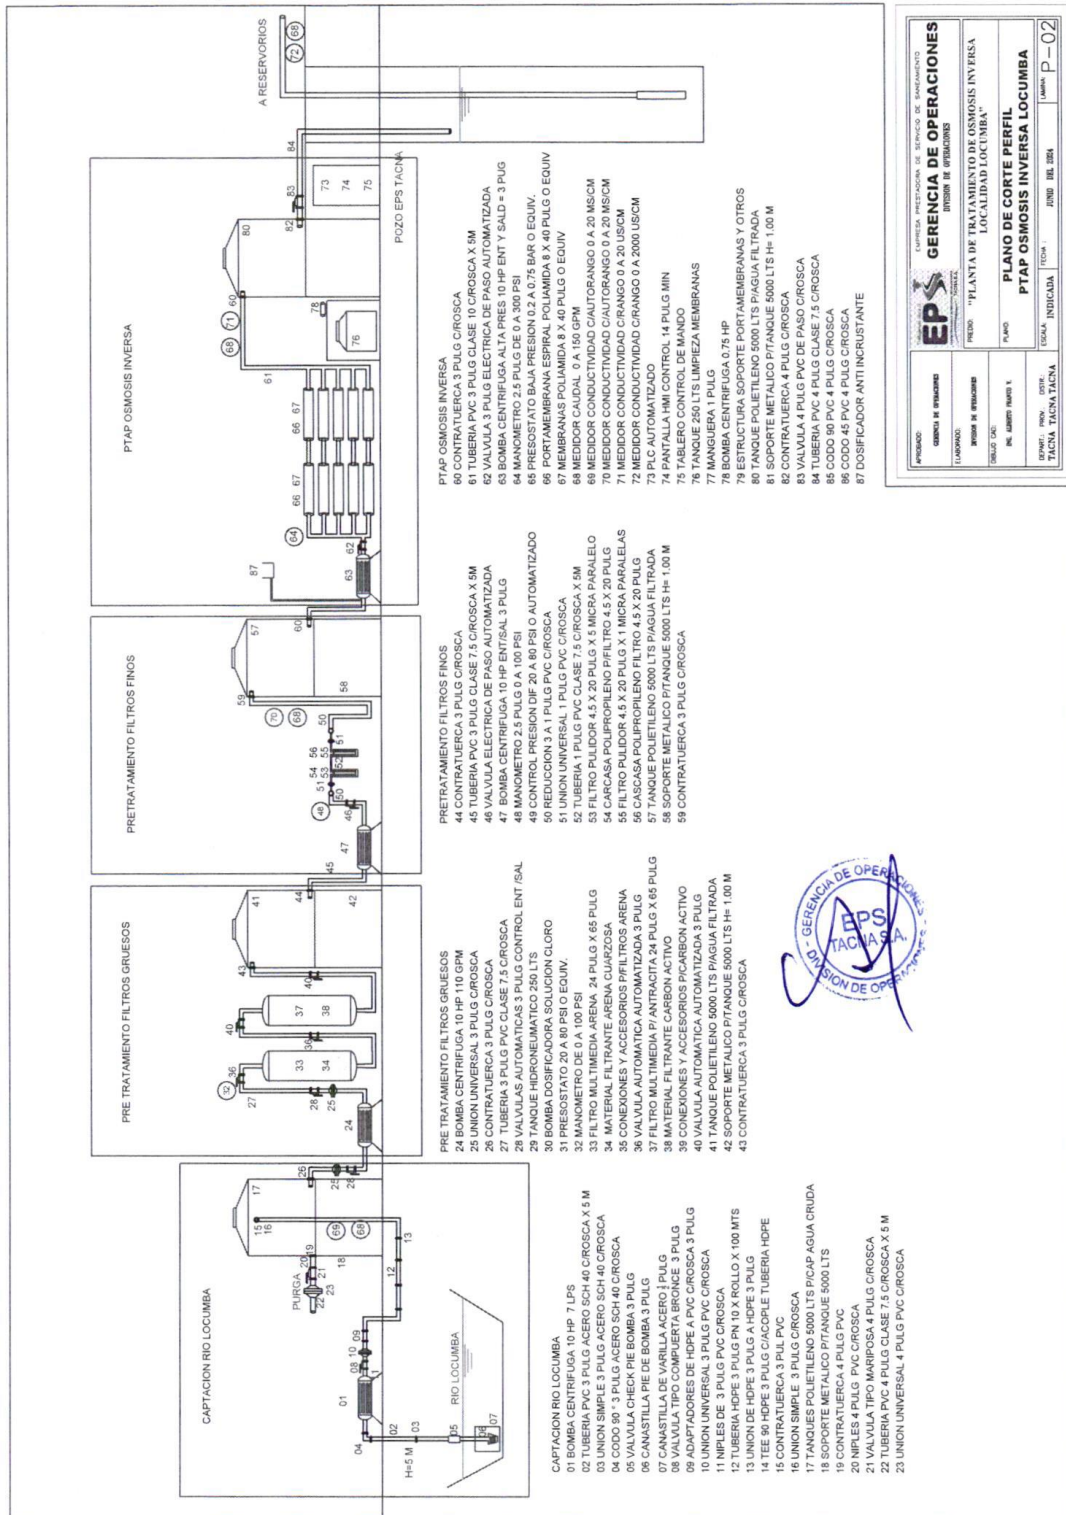 CAPTACION RIO LOCUMBA
PRE TRATAMIENTO FILTROS GRUESOS
PRETRATAMIENTO FILTROS FINOS
PTAP OSMOSIS INVERSA
A RESERVORIOS
POZO EPS TACNA
PURGA
RIO LOCUMBA
H=5 M
CAPTACION RIO LOCUMBA
01 BOMBA CENTRIFUGA 10 HP 7 LPS
02 TUBERIA PVC 3 PULG ACERO SCH 40 C/ROSCA X 5 M
03 UNION SIMPLE 3 PULG ACERO SCH 40 C/ROSCA
04 CODO 90 ° 3 PULG ACERO SCH 40 C/ROSCA
05 VALVULA CHECK PIE BOMBA 3 PULG
06 CANASTILLA PIE DE BOMBA 3 PULG
07 CANASTILLA DE VARILLA ACERO PULG
08 VALVULA TIPO COMPUERTA BRONCE 3 PULG
09 ADAPTADORES DE HDPE A PVC C/ROSCA 3 PULG
10 UNION UNIVERSAL 3 PULG PVC C/ROSCA
11 NIPLES DE 3 PULG PVC C/ROSCA
12 TUBERIA HDPE 3 PULG PN 10 X ROLLO X 100 MTS
13 UNION DE HDPE 3 PULG A HDPE 3 PULG
14 TEE 90 HDPE 3 PULG C/ACOPLE TUBERIA HDPE
15 CONTRATUERCA 3 PUL PVC
16 UNION SIMPLE 3 PULG C/ROSCA
17 TANQUES POLIETILENO 5000 LTS P/CAP AGUA CRUDA
18 SOPORTE METALICO P/TANQUE 5000 LTS
19 CONTRATUERCA 4 PULG PVC
20 NIPLES 4 PULG PVC C/ROSCA
21 VALVULA TIPO MARIPOSA 4 PULG C/ROSCA
22 TUBERIA PVC 4 PULG CLASE 7.5 C/ROSCA X 5 M
23 UNION UNIVERSAL 4 PULG PVC C/ROSCA
PRE TRATAMIENTO FILTROS GRUESOS
24 BOMBA CENTRIFUGA 10 HP 110 GPM
25 UNION UNIVERSAL 3 PULG C/ROSCA
26 CONTRATUERCA 3 PULG C/ROSCA
27 TUBERIA 3 PULG PVC CLASE 7.5 C/ROSCA
28 VALVULAS AUTOMATICAS 3 PULG CONTROL ENT /SAL
29 TANQUE HIDRONEUMATICO 250 LTS
30 BOMBA DOSIFICADORA SOLUCION CLORO
31 PRESOSTATO 20 A 80 PSI O EQUIV.
32 MANOMETRO DE 0 A 100 PSI
33 FILTRO MULTIMEDIA ARENA 24 PULG X 65 PULG
34 MATERIAL FILTRANTE ARENA CUARZOSA
35 CONEXIONES Y ACCESORIOS P/FILTROS ARENA
36 VALVULA AUTOMATICA AUTOMATIZADA 3 PULG
37 FILTRO MULTIMEDIA P/ ANTRACITA 24 PULG X 65 PULG
38 MATERIAL FILTRANTE CARBON ACTIVO
39 CONEXIONES Y ACCESORIOS P/CARBON ACTIVO
40 VALVULA AUTOMATICA AUTOMATIZADA 3 PULG
41 TANQUE POLIETILENO 5000 LTS P/AGUA FILTRADA
42 SOPORTE METALICO P/TANQUE 5000 LTS H= 1.00 M
43 CONTRATUERCA 3 PULG C/ROSCA
PRETRATAMIENTO FILTROS FINOS
44 CONTRATUERCA 3 PULG C/ROSCA
45 TUBERIA PVC 3 PULG CLASE 7.5 C/ROSCA X 5M
46 VALVULA ELECTRICA DE PASO AUTOMATIZADA
47 BOMBA CENTRIFUGA 10 HP ENT/SAL 3 PULG
48 MANOMETRO 2.5 PULG 0 A 100 PSI
49 CONTROL PRESION DIF 20 A 80 PSI O AUTOMATIZADO
50 REDUCCION 3 A 1 PULG PVC C/ROSCA
51 UNION UNIVERSAL 1 PULG PVC C/ROSCA
52 TUBERIA 1 PULG PVC CLASE 7.5 C/ROSCA X 5M
53 FILTRO PULIDOR 4.5 X 20 PULG X 5 MICRA PARALELO
54 CARCASA POLIPROPILENO P/FILTRO 4.5 X 20 PULG
55 FILTRO PULIDOR 4.5 X 20 PULG X 1 MICRA PARALELAS
56 CASCASA POLIPROPILENO FILTRO 4.5 X 20 PULG
57 TANQUE POLIETILENO 5000 LTS P/AGUA FILTRADA
58 SOPORTE METALICO P/TANQUE 5000 LTS H= 1.00 M
59 CONTRATUERCA 3 PULG C/ROSCA
PTAP OSMOSIS INVERSA
60 CONTRATUERCA 3 PULG C/ROSCA
61 TUBERIA PVC 3 PULG CLASE 10 C/ROSCA X 5M
62 VALVULA 3 PULG ELECTRICA DE PASO AUTOMATIZADA
63 BOMBA CENTRIFUGA ALTA PRES 10 HP ENT Y SALD = 3 PUG
64 MANOMETRO 2.5 PULG DE 0 A 300 PSI
65 PRESOSTATO BAJA PRESION 0.2 A 0.75 BAR O EQUIV.
66 PORTAMEMBRANA ESPIRAL POLIAMIDA 8 X 40 PULG O EQUIV
67 MEMBRANAS POLIAMIDA 8 X 40 PULG O EQUIV
68 MEDIDOR CAUDAL 0 A 150 GPM
69 MEDIDOR CONDUCTIVIDAD C/AUTORANGO 0 A 20 MS/CM
70 MEDIDOR CONDUCTIVIDAD C/AUTORANGO 0 A 20 MS/CM
71 MEDIDOR CONDUCTIVIDAD C/RANGO 0 A 20 US/CM
72 MEDIDOR CONDUCTIVIDAD C/RANGO 0 A 2000 US/CM
73 PLC AUTOMATIZADO
74 PANTALLA HMI CONTROL 14 PULG MIN
75 TABLERO CONTROL DE MANDO
76 TANQUE 250 LTS LIMPIEZA MEMBRANAS
77 MANGUERA 1 PULG
78 BOMBA CENTRIFUGA 0.75 HP
79 ESTRUCTURA SOPORTE PORTAMEMBRANAS Y OTROS
80 TANQUE POLIETILENO 5000 LTS P/AGUA FILTRADA
81 SOPORTE METALICO P/TANQUE 5000 LTS H= 1.00 M
82 CONTRATUERCA 4 PULG C/ROSCA
83 VALVULA 4 PULG PVC DE PASO C/ROSCA
84 TUBERIA PVC 4 PULG CLASE 7.5 C/ROSCA
85 CODO 90 PVC 4 PULG C/ROSCA
86 CODO 45 PVC 4 PULG C/ROSCA
87 DOSIFICADOR ANTI INCRUSTANTE
GERENCIA DE OPERACIONES
EPS
TACNA S.A.
DIVISION DE OPERACIONES
APROBADO:
GERENCIA DE OPERACIONES
ELABORADO:
DIVISION DE OPERACIONES
DIBUJO CAD:
DEPART.: PROV. DIST.:
TACNA TACNA TACNA
EPS
EMPRESA PRESTADORA DE SERVICIO DE SANEAMIENTO
GERENCIA DE OPERACIONES
DIVISION DE OPERACIONES
PREDIO:
"PLANTA DE TRATAMIENTO DE OSMOSIS INVERSA
LOCALIDAD LOCUMBA"
PLANO:
PLANO DE CORTE PERFIL
PTAP OSMOSIS INVERSA LOCUMBA
ESCALA: INDICADA
FECHA : JUNIO DEL 2024
LAMINA: P-02